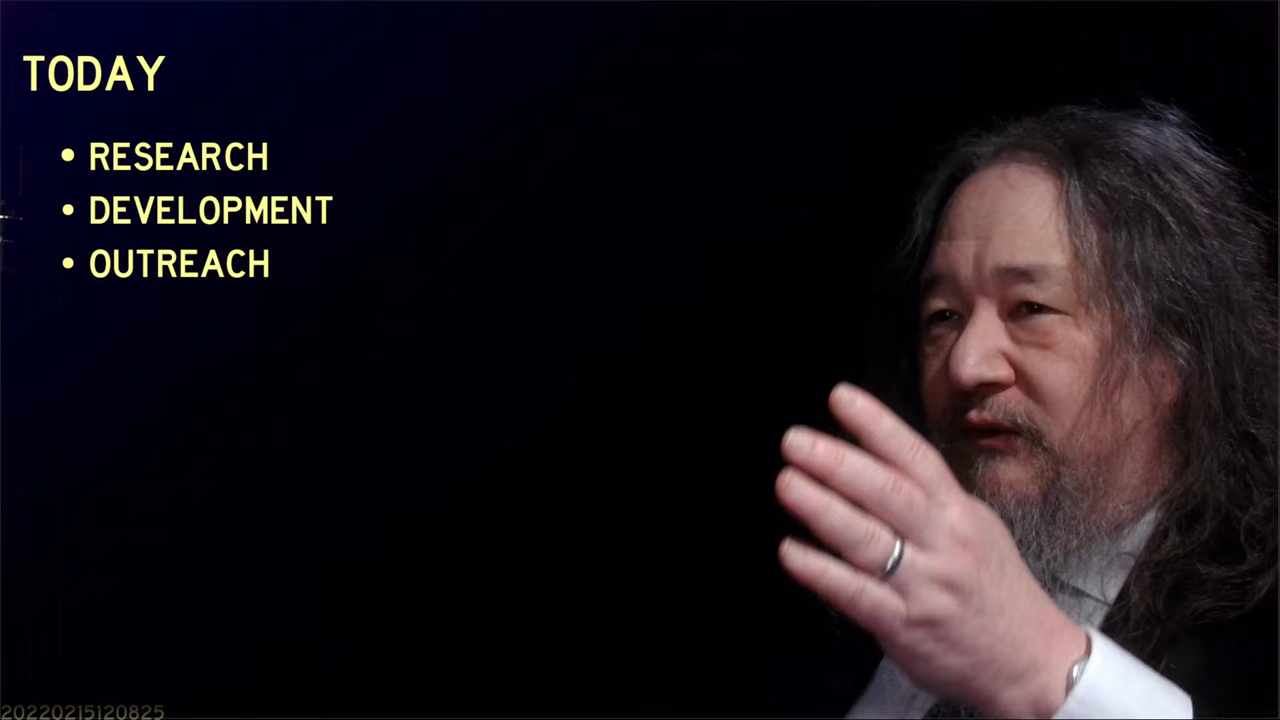 TODAY
• RESEARCH
• DEVELOPMENT
• OUTREACH
20220215120825